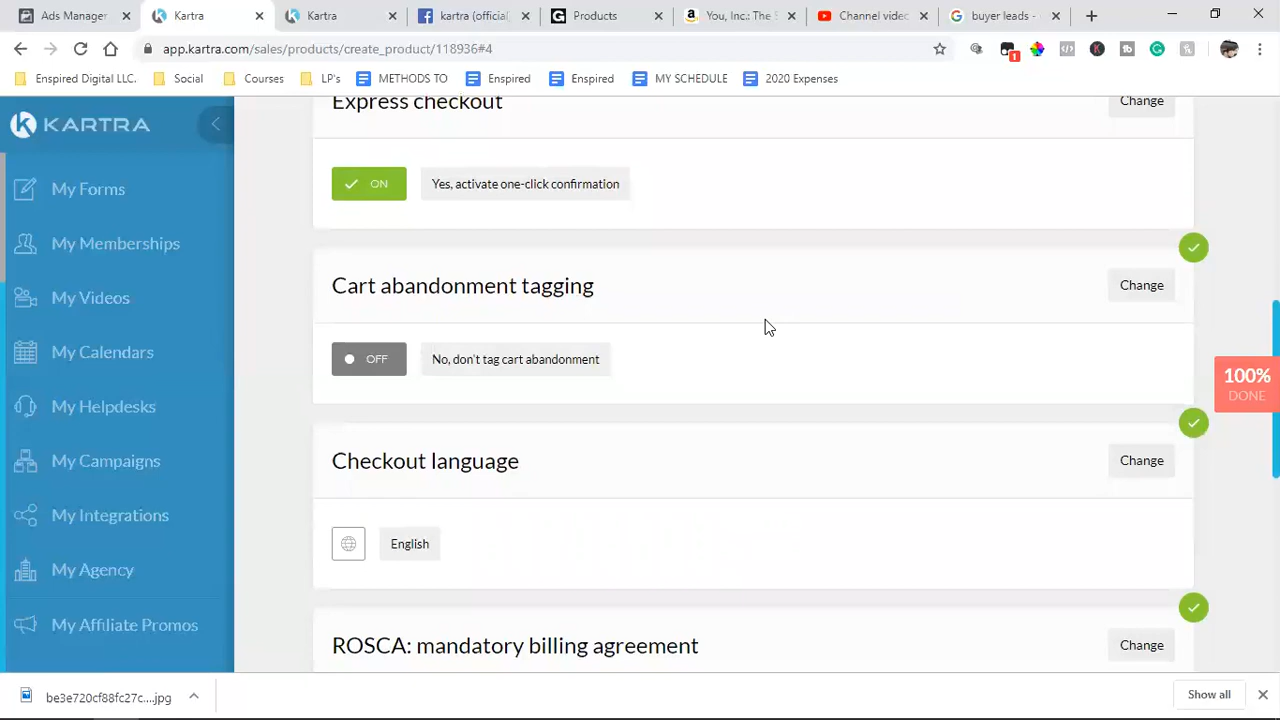 Ads Manager
Kartra
Kartra
kartra (official
Products
You, Inc.: The S
Channel video
buyer leads -
app.kartra.com/sales/products/create_product/118936#4
1
Enspired Digital LLC.
Social
Courses
LP's
METHODS TO
Enspired
Enspired
MY SCHEDULE
2020 Expenses
KARTRA
My Forms
My Memberships
My Videos
My Calendars
My Helpdesks
My Campaigns
My Integrations
My Agency
My Affiliate Promos
Express checkout
Change
ON
Yes, activate one-click confirmation
Cart abandonment tagging
Change
OFF
No, don't tag cart abandonment
Checkout language
Change
English
ROSCA: mandatory billing agreement
Change
100%
DONE
be3e720cf88fc27c....jpg
Show all